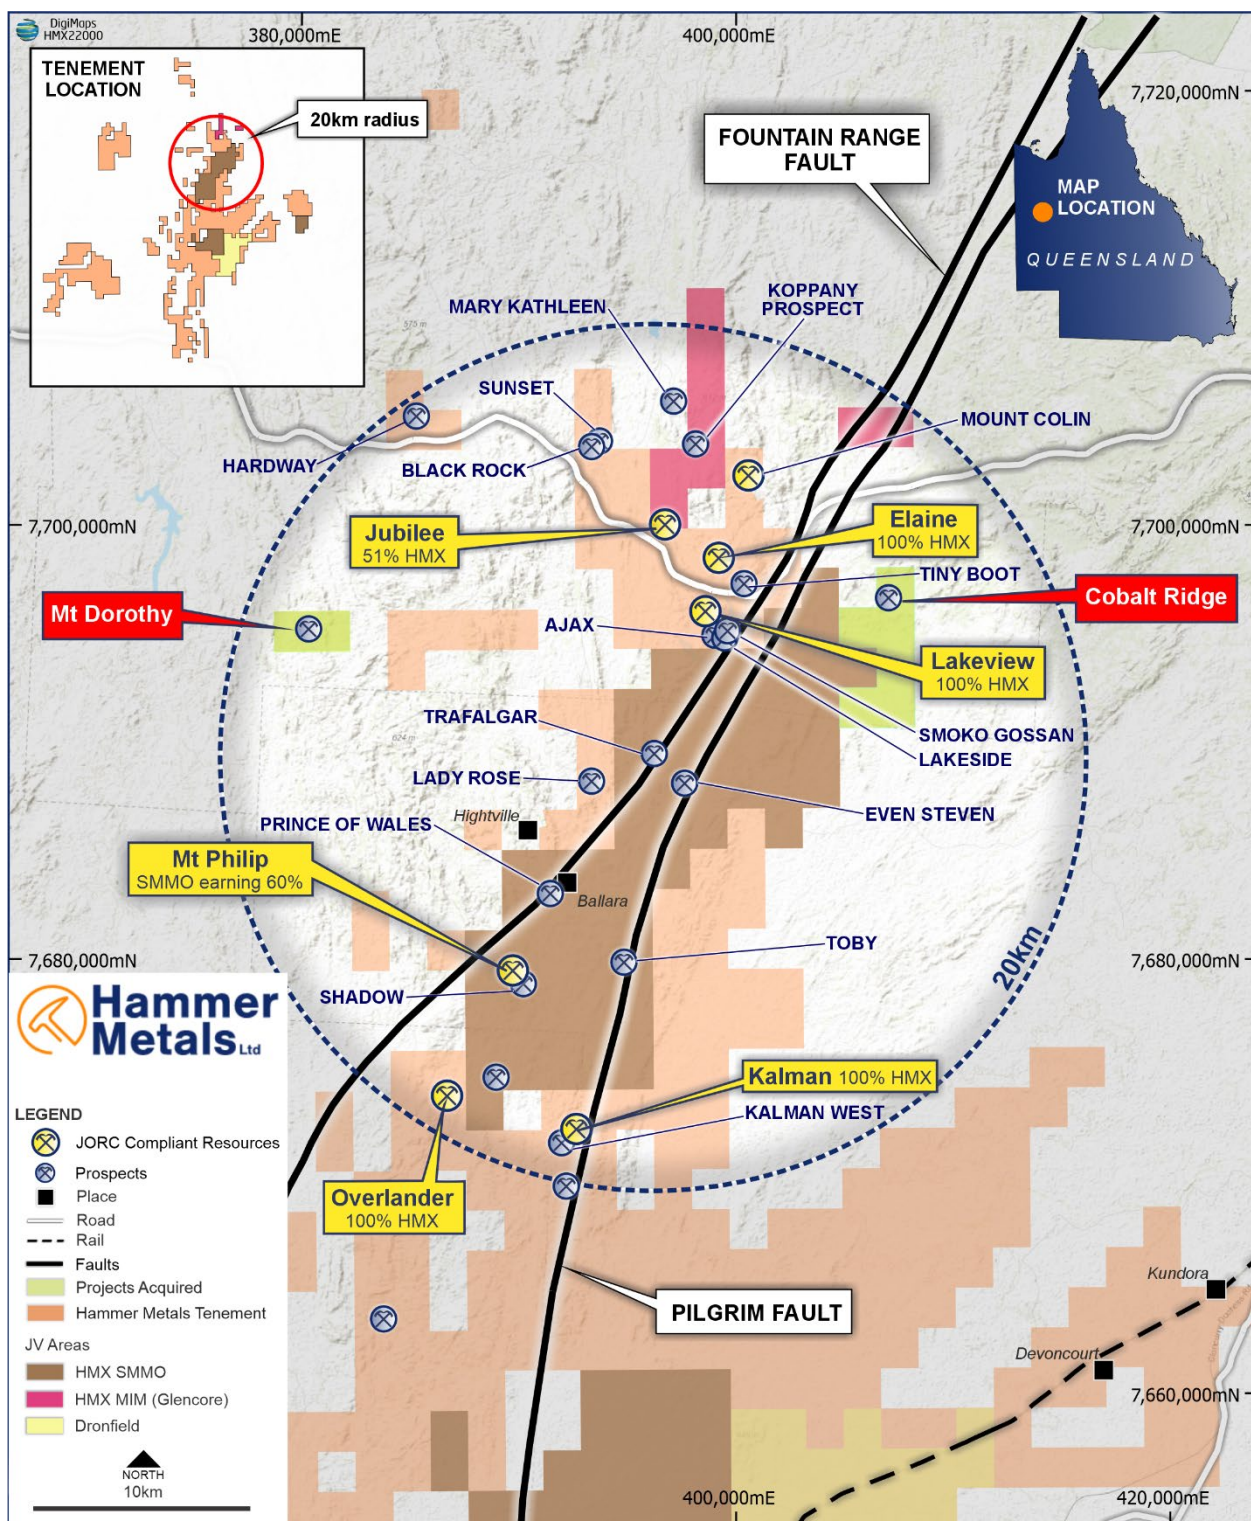 DigiMaps
HMX22000
380,000mE
400,000mE
7,720,000mN
TENEMENT
LOCATION
20km radius
FOUNTAIN RANGE
FAULT
MAP
LOCATION
QUEENSLAND
MARY KATHLEEN
KOPPANY
PROSPECT
575 m
SUNSET
MOUNT COLIN
HARDWAY
BLACK ROCK
7,700,000mN
7,700,000mN
Jubilee
51% HMX
Elaine
100% HMX
TINY BOOT
Mt Dorothy
Cobalt Ridge
AJAX
Lakeview
100% HMX
TRAFALGAR
SMOKO GOSSAN
LAKESIDE
624 m
LADY ROSE
EVEN STEVEN
Hightville
PRINCE OF WALES
Mt Philip
SMMO earning 60%
Ballara
TOBY
20km
7,680,000mN
7,680,000mN
SHADOW
Hammer
Metals Ltd
Kalman 100% HMX
KALMAN WEST
Overlander
100% HMX
PILGRIM FAULT
Kundora
Devoncourt
7,660,000mN
400,000mE
420,000mE
LEGEND
JORC Compliant Resources
Prospects
Place
Road
Rail
Faults
Projects Acquired
Hammer Metals Tenement
JV Areas
HMX SMMO
HMX MIM (Glencore)
Dronfield
NORTH
10km